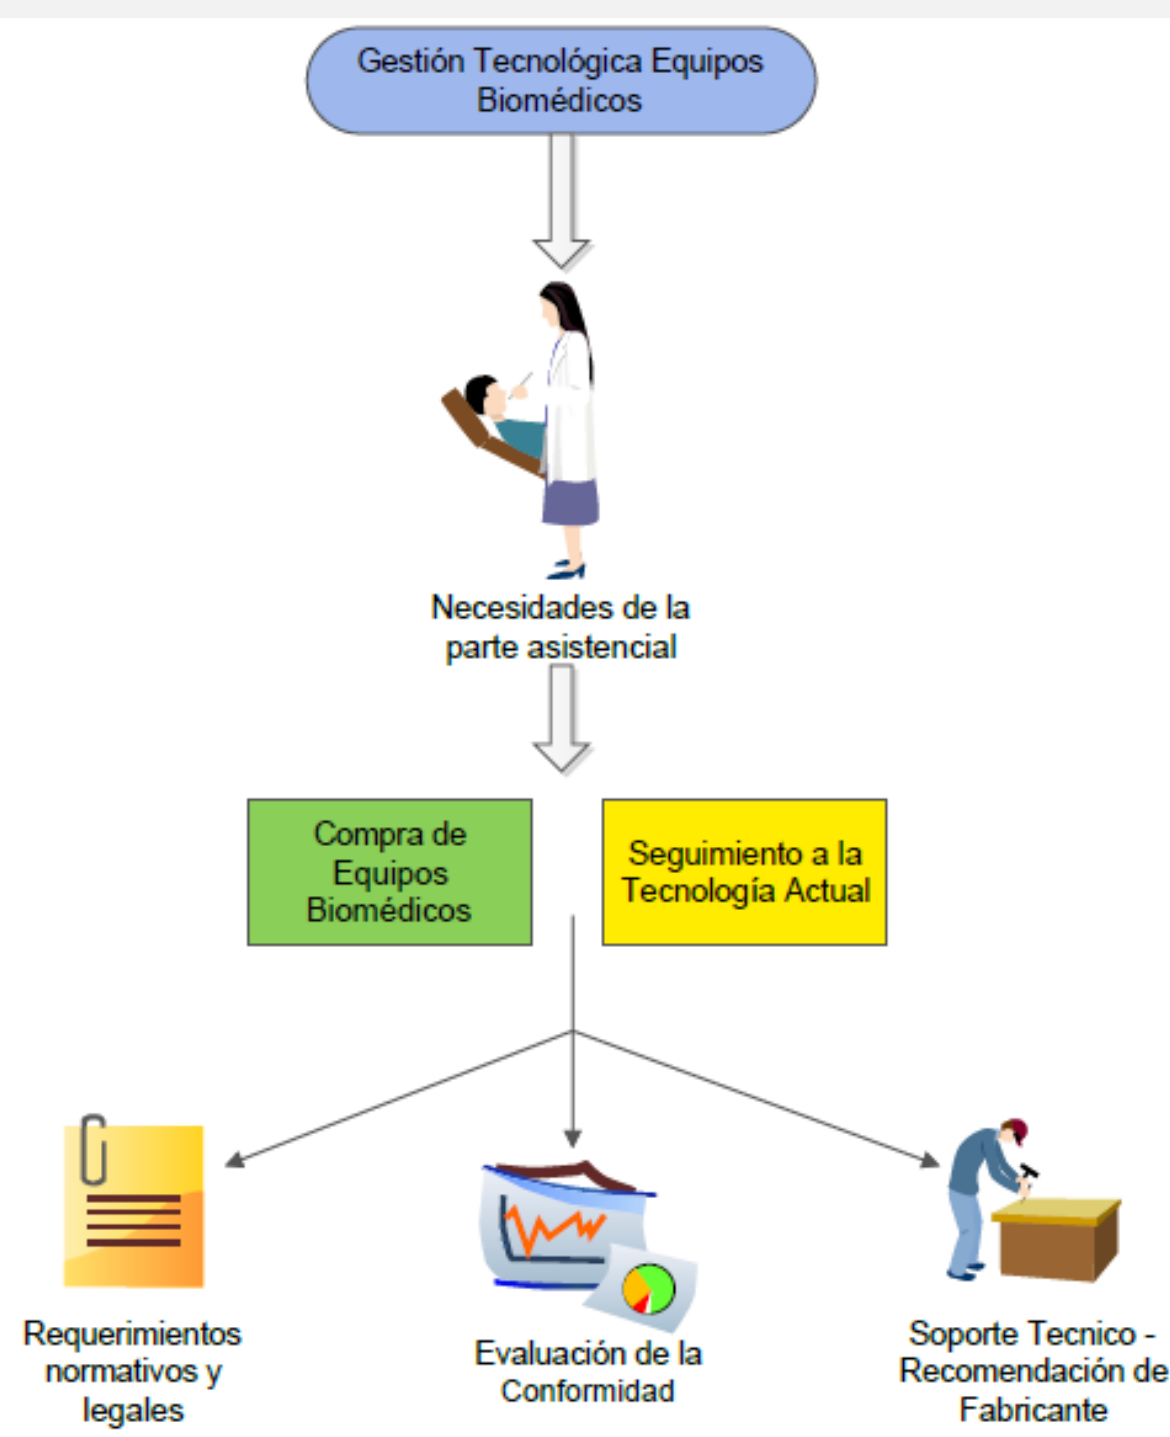 Gestión Tecnológica Equipos
Biomédicos
Necesidades de la
parte asistencial
Compra de
Equipos
Biomédicos
Seguimiento a la
Tecnología Actual
Requerimientos
normativos y
legales
Evaluación de la
Conformidad
Soporte Tecnico -
Recomendación de
Fabricante